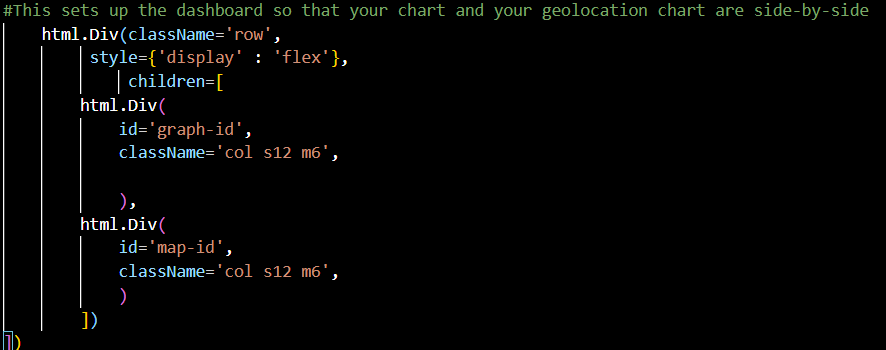 #This sets up the dashboard so that your chart and your geolocation chart are side-by-side
html.Div(className='row',
style={'display' : 'flex'},
children=[
html.Div(
id='graph-id',
className='col s12 m6',
),
html.Div(
id='map-id',
className='col s12 m6',
)
])
])